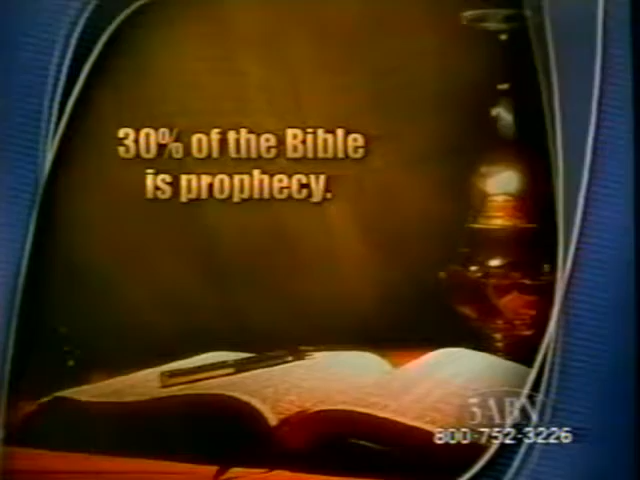 30% of the Bible
is prophecy.
3ABN
800-752-3226